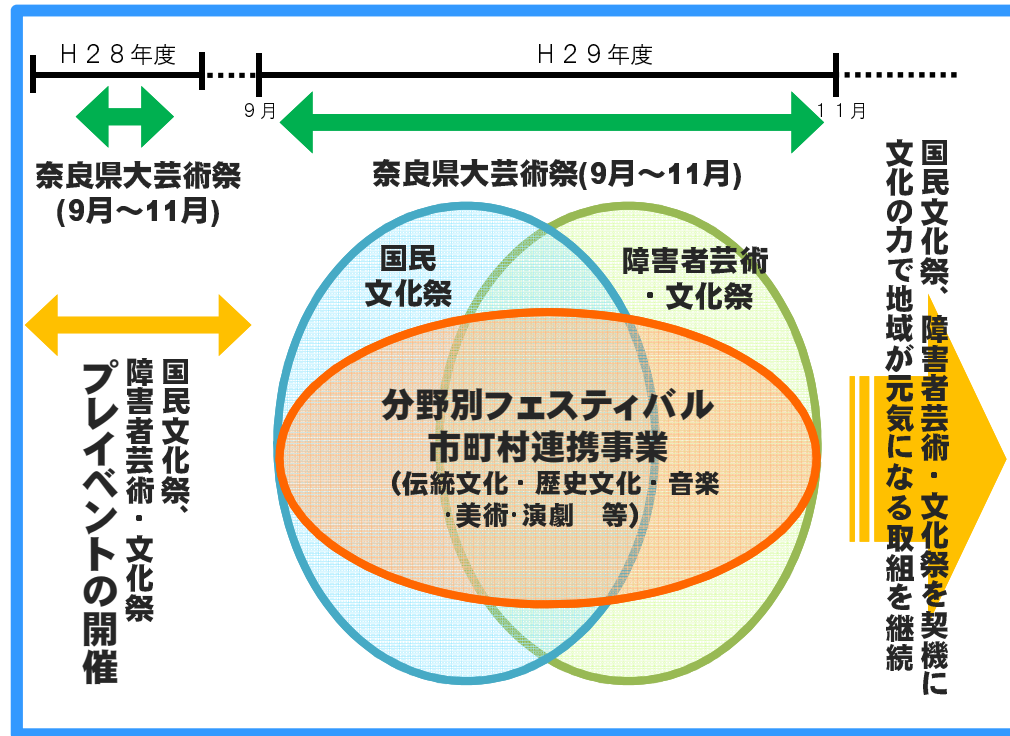 Ｈ２８年度
Ｈ２９年度
９月
１１月
奈良県大芸術祭
(9月～11月)
奈良県大芸術祭(9月～11月)
国民
文化祭
障害者芸術
・文化祭
分野別フェスティバル
市町村連携事業
（伝統文化・歴史文化・音楽
・美術・演劇　等）
国民文化祭、
障害者芸術・文化祭
プレイベントの開催
国民文化祭、障害者芸術・文化祭を契機に
文化の力で地域が元気になる取組を継続